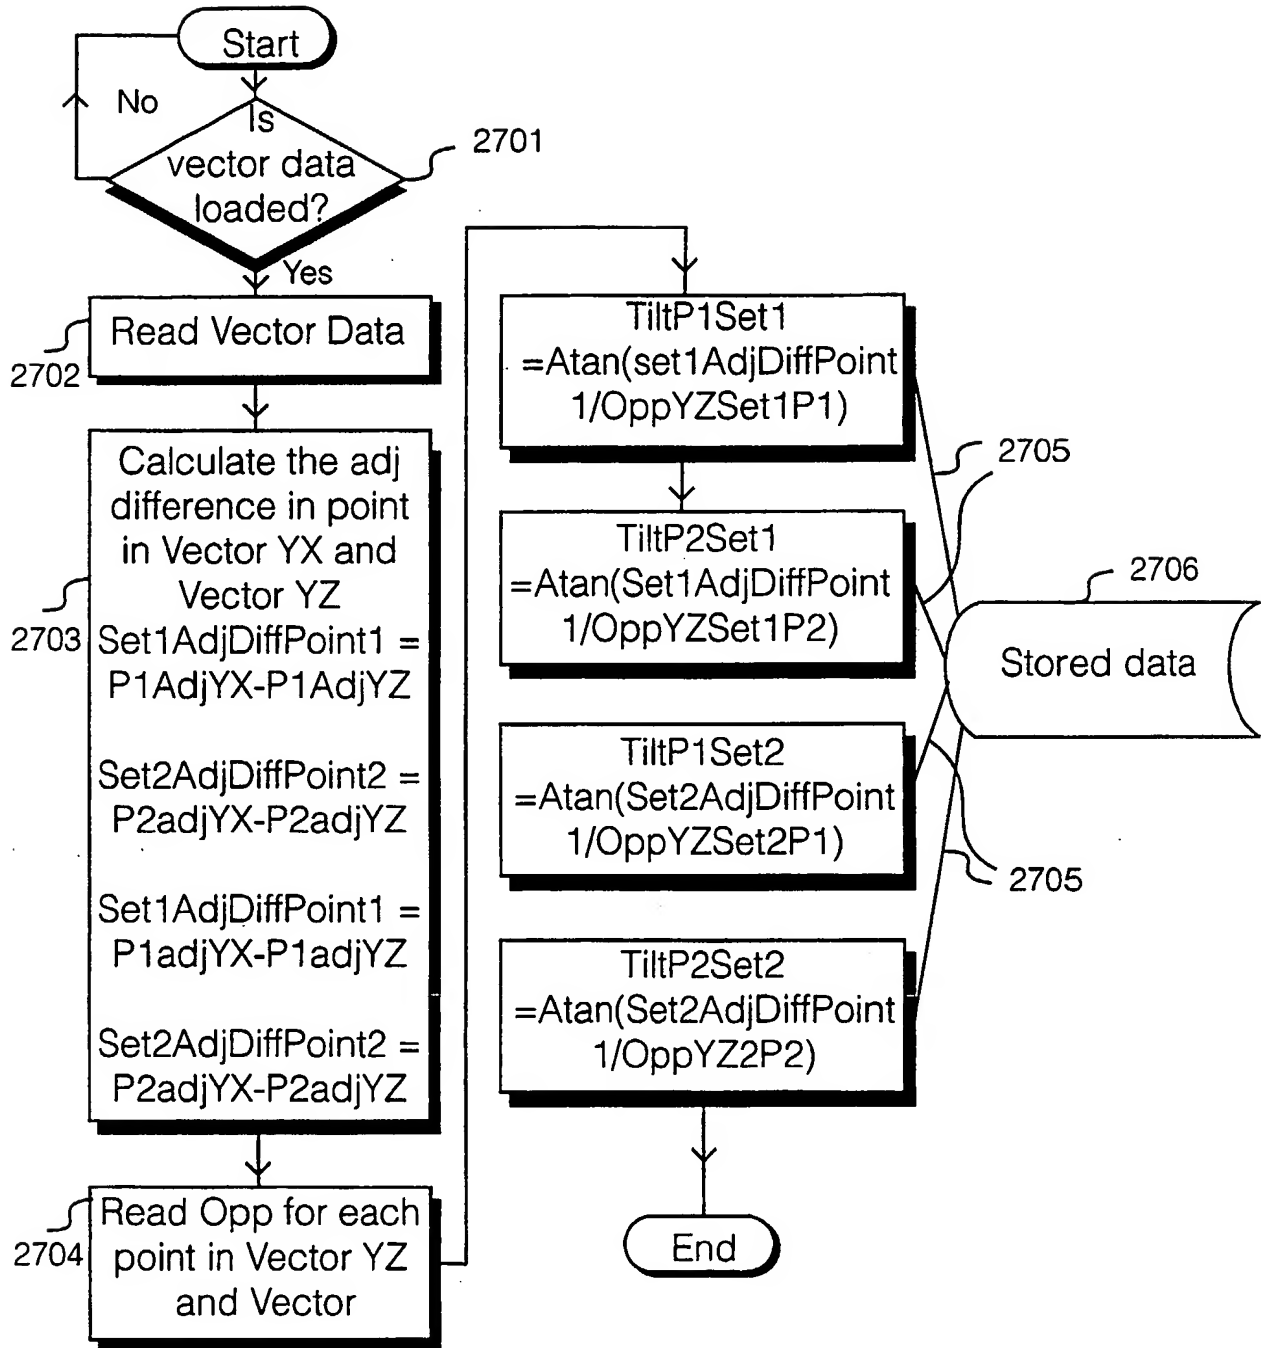 Start
No
Is
vector data
loaded?
2701
Yes
Read Vector Data
2702
Calculate the adj
difference in point
in Vector YX and
Vector YZ
Set1AdjDiffPoint1 =
P1AdjYX-P1AdjYZ
Set2AdjDiffPoint2 =
P2adjYX-P2adjYZ
Set1AdjDiffPoint1 =
P1adjYX-P1adjYZ
Set2AdjDiffPoint2 =
P2adjYX-P2adjYZ
2703
Read Opp for each
point in Vector YZ
and Vector
2704
TiltP1Set1
=Atan(set1AdjDiffPoint
1/OppYZSet1P1)
TiltP2Set1
=Atan(Set1AdjDiffPoint
1/OppYZSet1P2)
TiltP1Set2
=Atan(Set2AdjDiffPoint
1/OppYZSet2P1)
TiltP2Set2
=Atan(Set2AdjDiffPoint
1/OppYZ2P2)
End
2705
2706
Stored data
2705